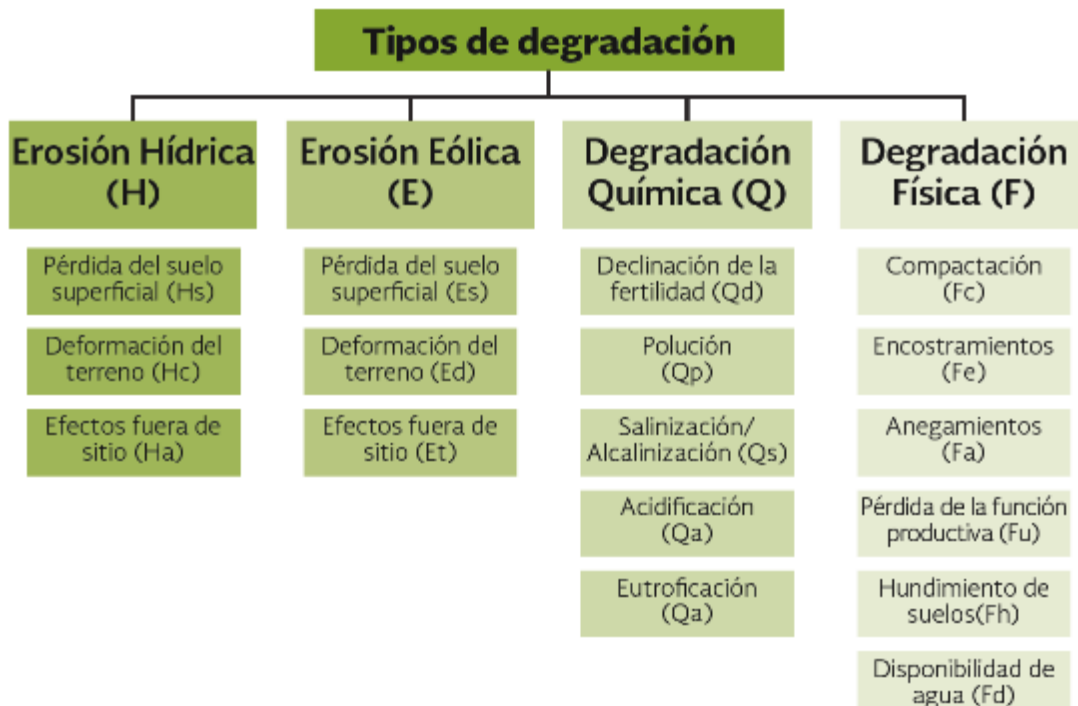 Tipos de degradación
Erosión Hídrica
(H)
Pérdida del suelo
superficial (Hs)
Deformación del
terreno (Hc)
Efectos fuera de
sitio (Ha)
Erosión Eólica
(E)
Pérdida del suelo
superficial (Es)
Deformación del
terreno (Ed)
Efectos fuera de
sitio (Et)
Degradación
Química (Q)
Declinación de la
fertilidad (Qd)
Polución
(Qp)
Salinización/
Alcalinización (Qs)
Acidificación
(Qa)
Eutroficación
(Qa)
Degradación
Física (F)
Compactación
(Fc)
Encostramientos
(Fe)
Anegamientos
(Fa)
Pérdida de la función
productiva (Fu)
Hundimiento de
suelos(Fh)
Disponibilidad de
agua (Fd)